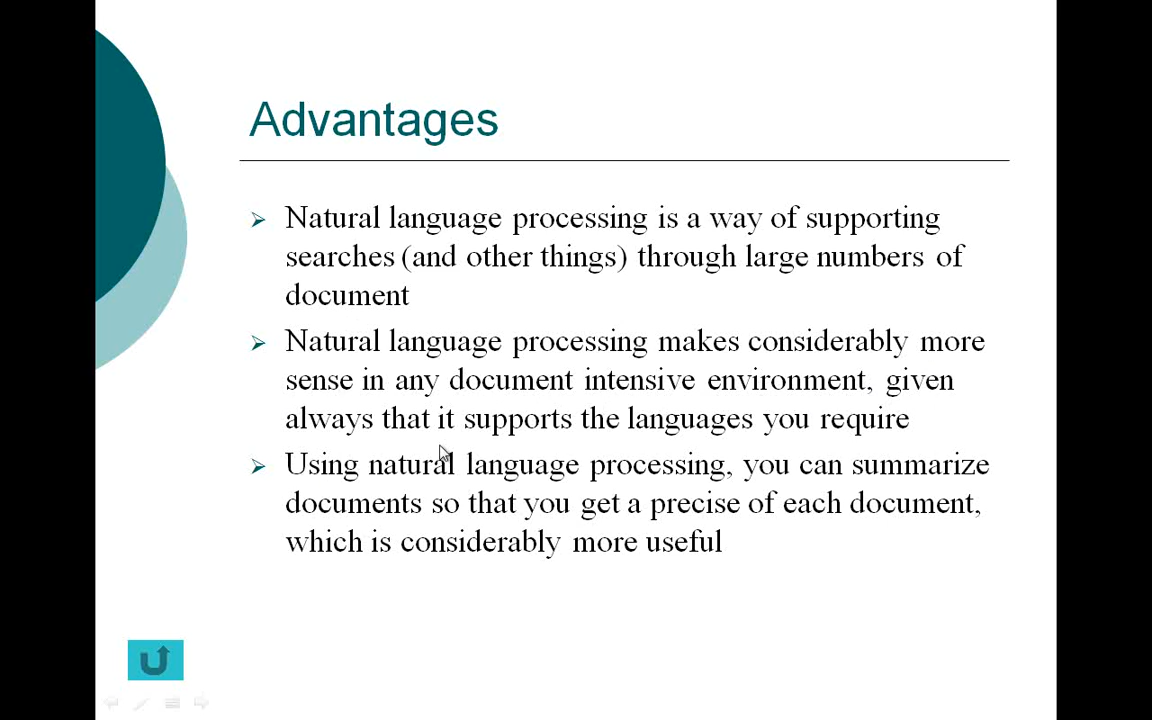 Advantages
Natural language processing is a way of supporting
searches (and other things) through large numbers of
document
Natural language processing makes considerably more
sense in any document intensive environment, given
always that it supports the languages you require
Using natural language processing, you can summarize
documents so that you get a precise of each document,
which is considerably more useful